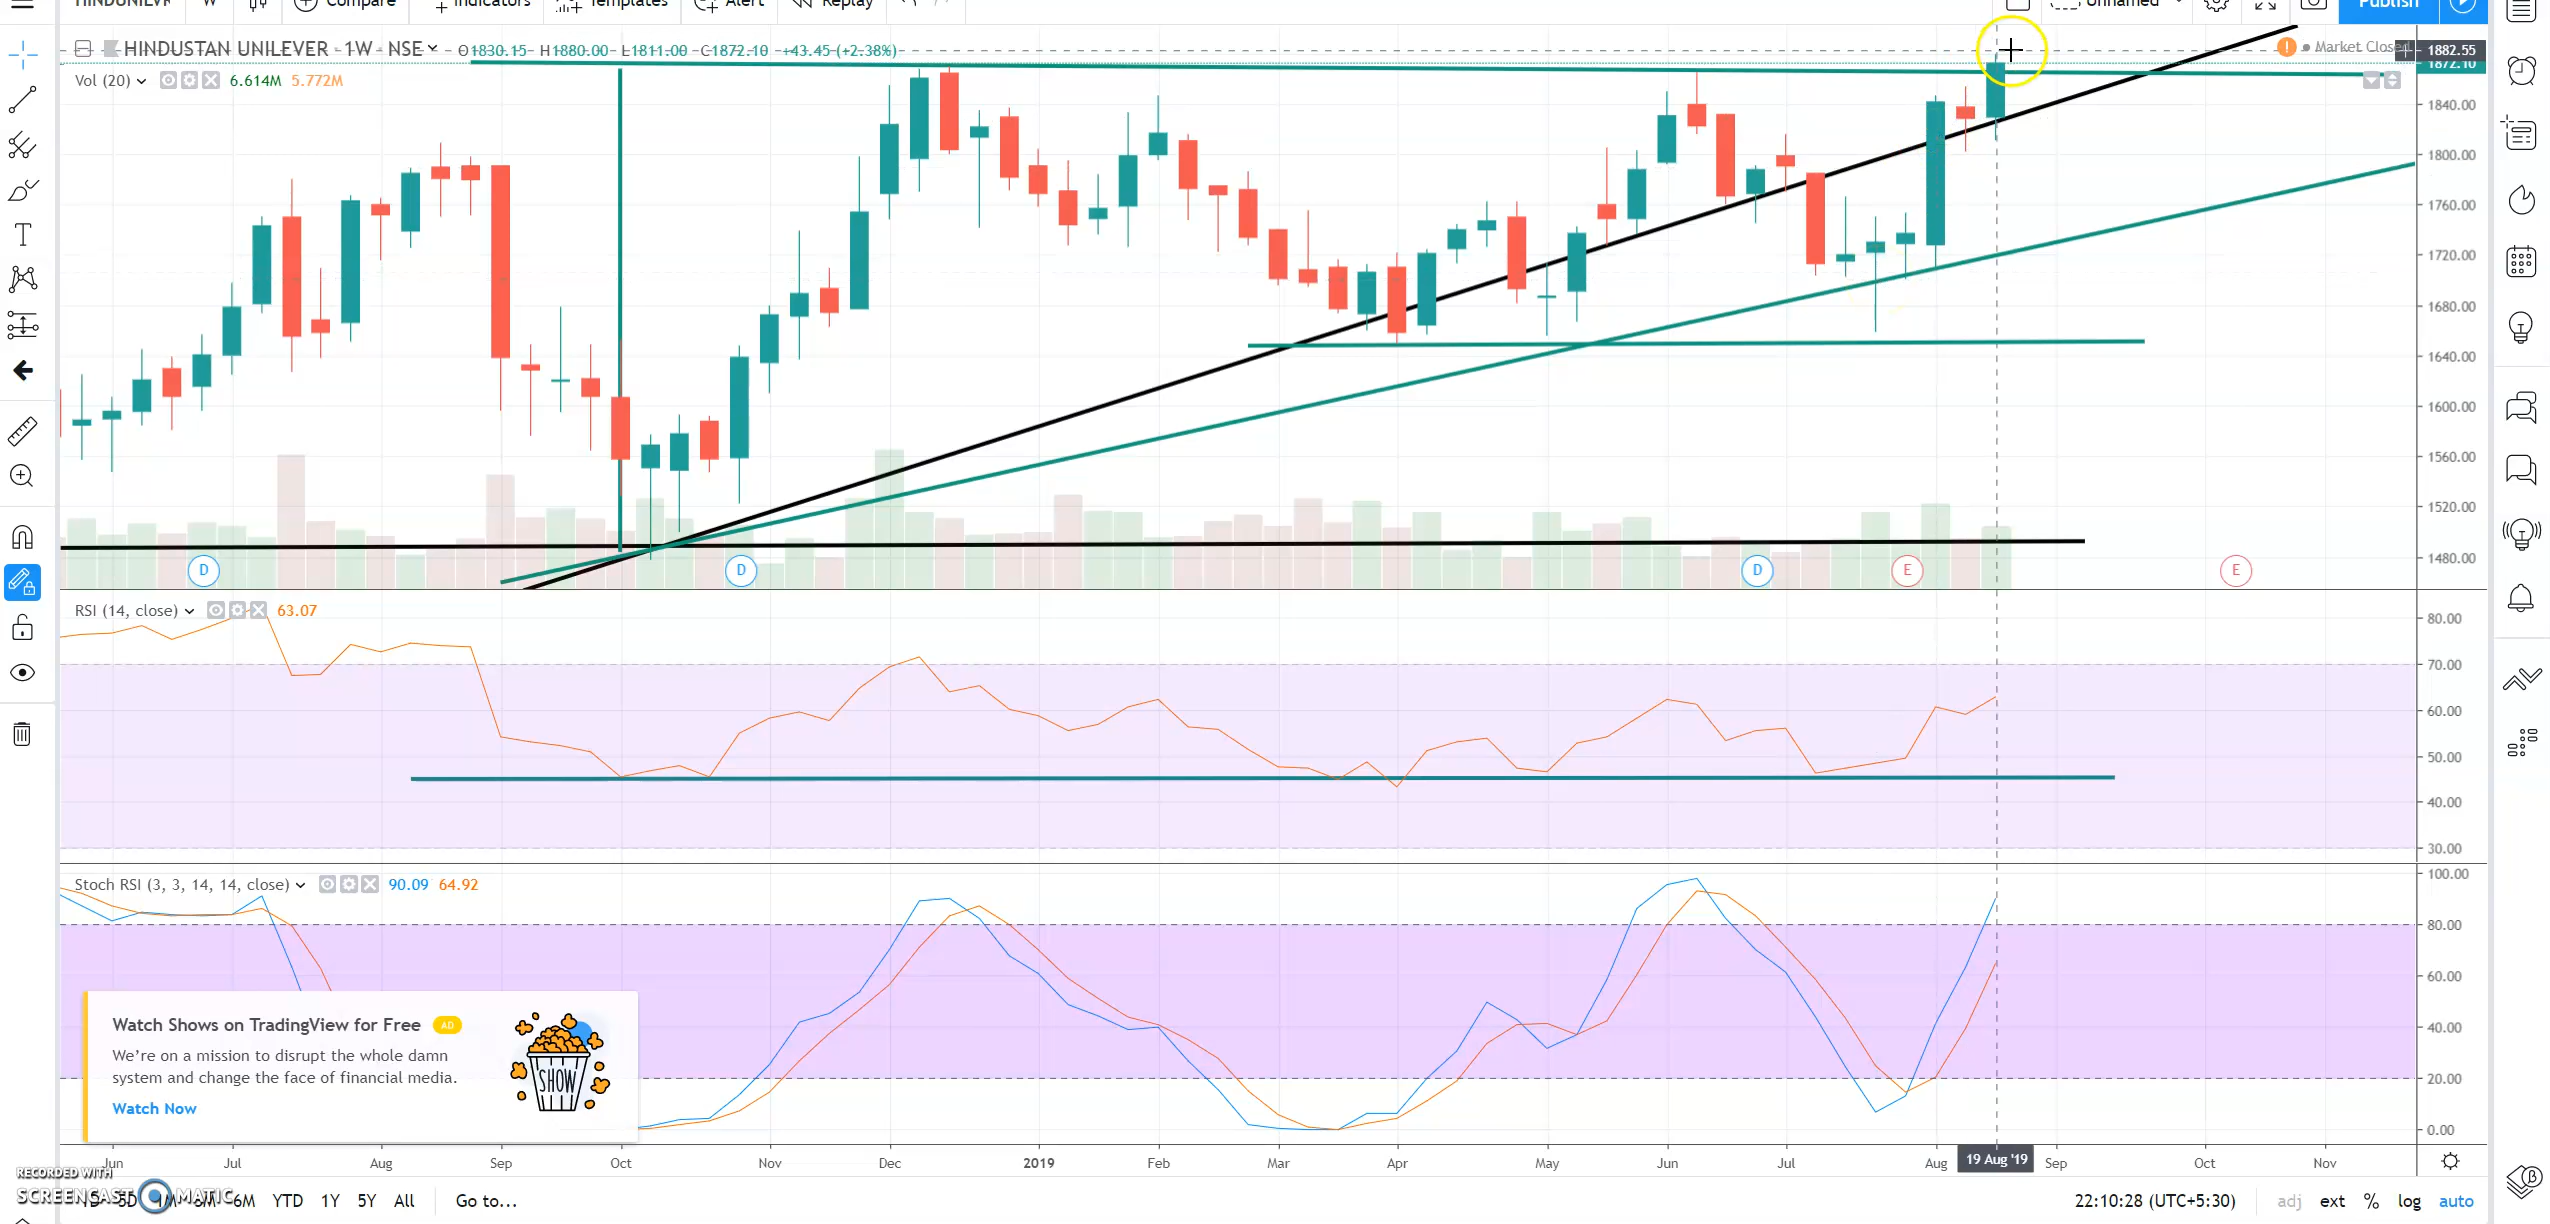 Compare Indicators Templates Alert Replay Unnamed Publish
HINDUSTAN UNILEVER - 1W - NSE O1830.15 H1880.00 L1811.00 C1872.10 +43.45 (+2.38%)
Market Closed
Vol (20) 6.614M 5.772M
1882.55
1872.10
1840.00
1800.00
1760.00
1720.00
1680.00
1640.00
1600.00
1560.00
1520.00
1480.00
D D D E E
RSI (14, close) 63.07
80.00
70.00
60.00
50.00
40.00
30.00
Stoch RSI (3, 3, 14, 14, close) 90.09 64.92
100.00
80.00
60.00
40.00
20.00
0.00
Watch Shows on TradingView for Free AD
We're on a mission to disrupt the whole damn
system and change the face of financial media.
Watch Now
SHOW
Jun Jul Aug Sep Oct Nov Dec 2019 Feb Mar Apr May Jun Jul Aug 19 Aug '19 Sep Oct Nov
RECORDED WITH
SCREENCAST MATIC
1D 5D 1M 3M 6M YTD 1Y 5Y All Go to... 22:10:28 (UTC+5:30) adj ext % log auto